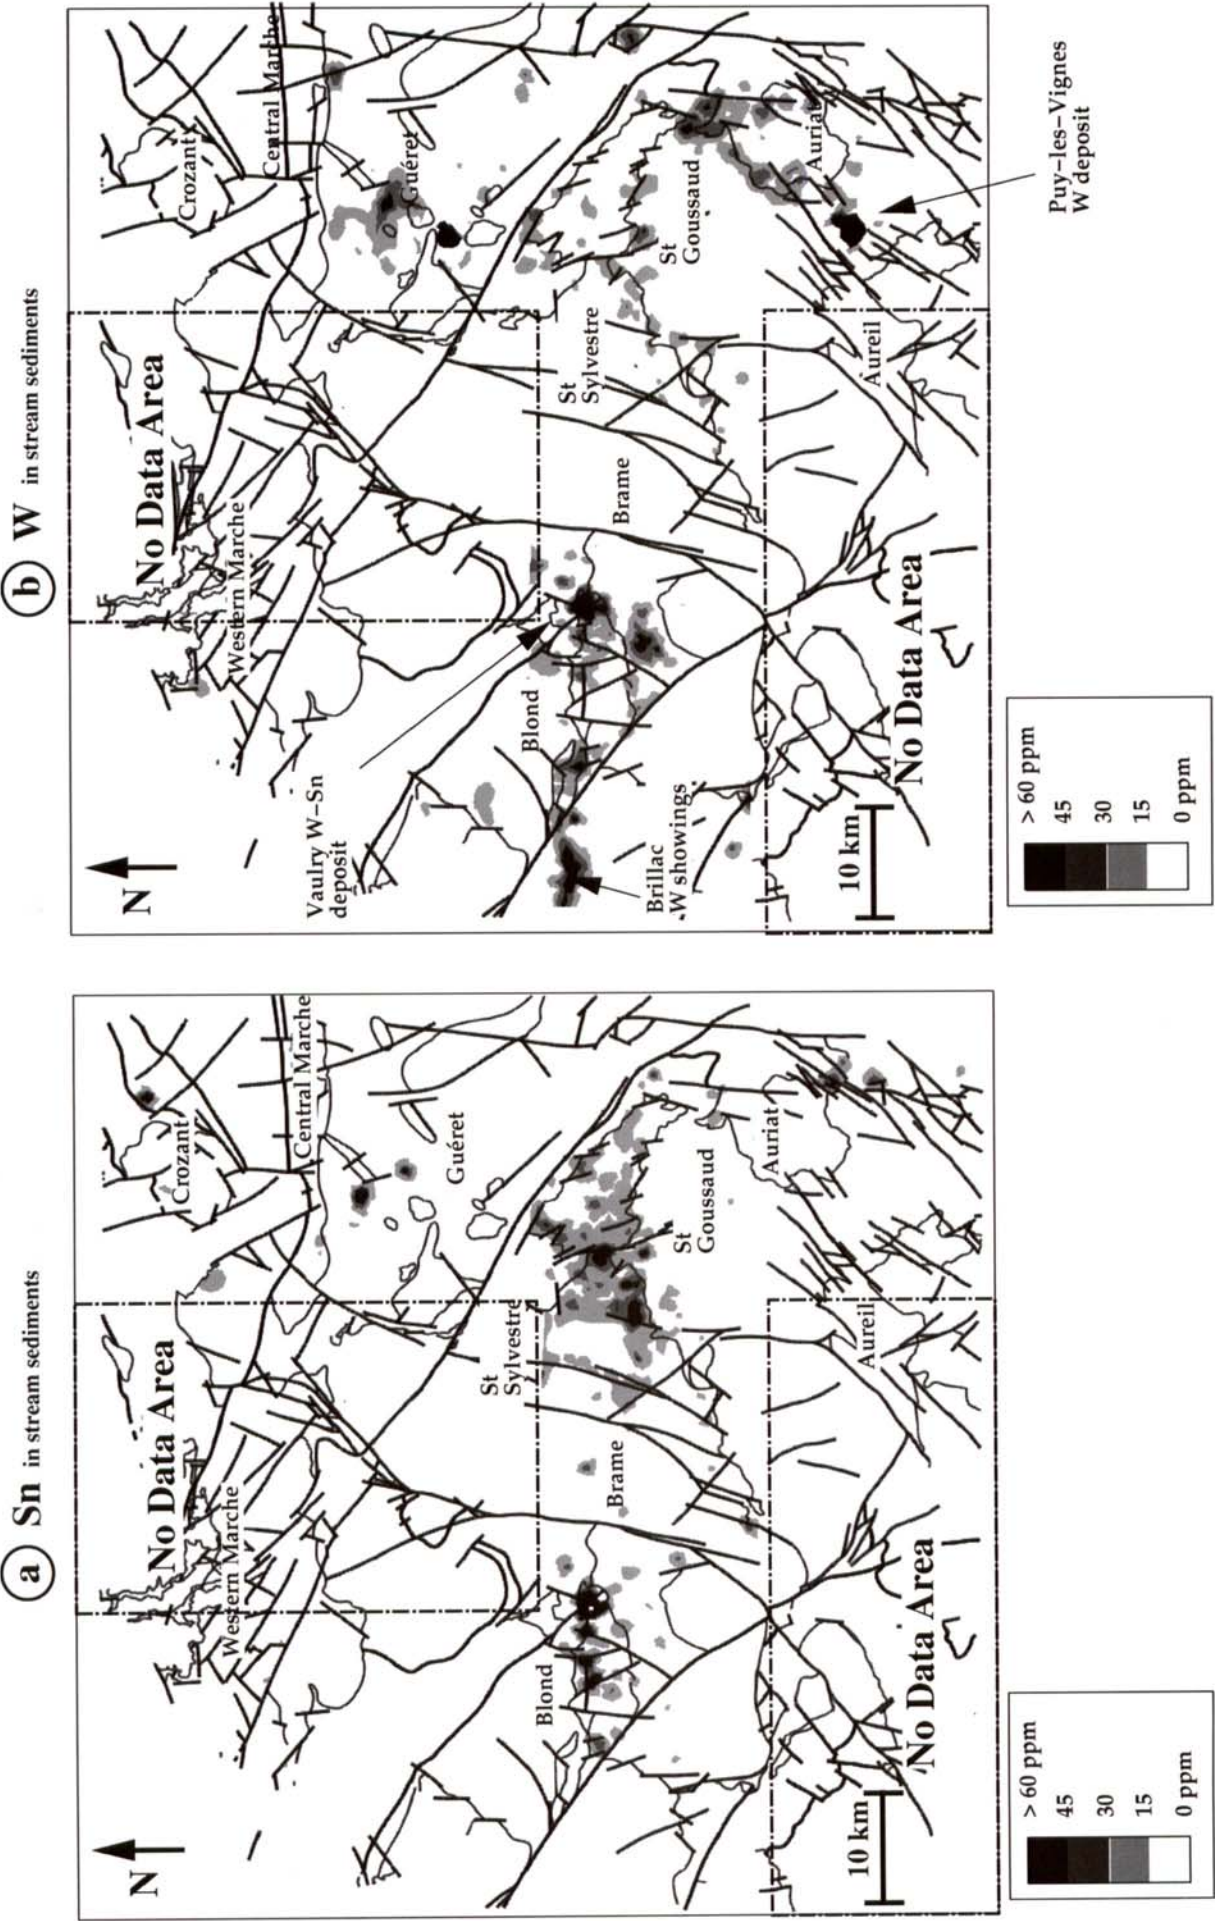 a Sn in stream sediments
N
No Data Area
Western Marche
Crozant
Central Marche
Guéret
St
Sylvestre
Blond
Brame
St
Goussaud
Auriat
Aureil
No Data Area
10 km
> 60 ppm
45
30
15
0 ppm
b W in stream sediments
N
No Data Area
Western Marche
Crozant
Central Marche
Guéret
Vaulry W–Sn
deposit
Blond
Brame
St
Sylvestre
St
Goussaud
Auriat
Brillac
W showings
Aureil
No Data Area
10 km
Puy–les–Vignes
W deposit
> 60 ppm
45
30
15
0 ppm